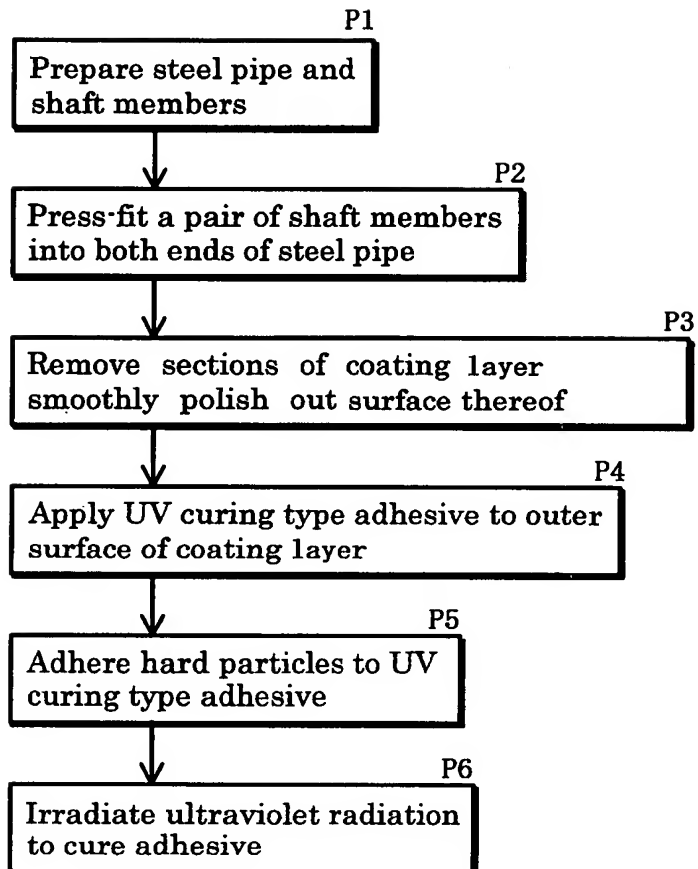 P1
Prepare steel pipe and
shaft members
P2
Press-fit a pair of shaft members
into both ends of steel pipe
P3
Remove sections of coating layer
smoothly polish out surface thereof
P4
Apply UV curing type adhesive to outer
surface of coating layer
P5
Adhere hard particles to UV
curing type adhesive
P6
Irradiate ultraviolet radiation
to cure adhesive